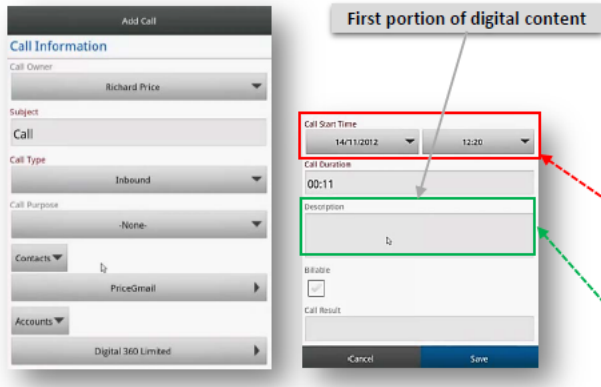 Add Call
Call Information
Call Owner
Richard Price
Subject
Call
Call Type
Inbound
Call Purpose
-None-
Contacts
PriceGmail
Accounts
Digital 360 Limited
First portion of digital content
Call Start Time
14/11/2012 12:20
Call Duration
00:11
Description
Billable
Call Result
Cancel Save